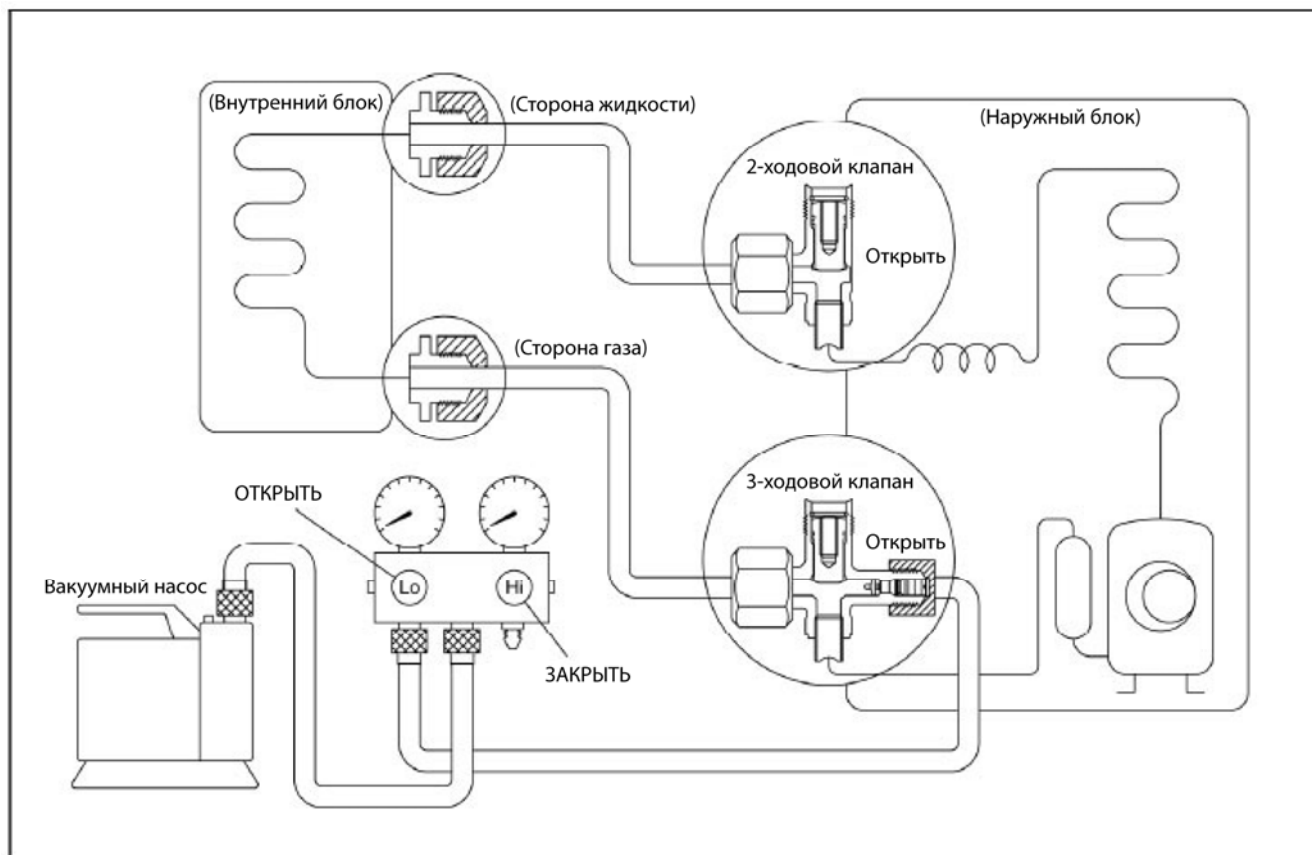 (Внутренний блок)
(Сторона жидкости)
(Наружный блок)
2-ходовой клапан
Открыть
(Сторона газа)
3-ходовой клапан
Открыть
ОТКРЫТЬ
Вакуумный насос
Lo
Hi
ЗАКРЫТЬ